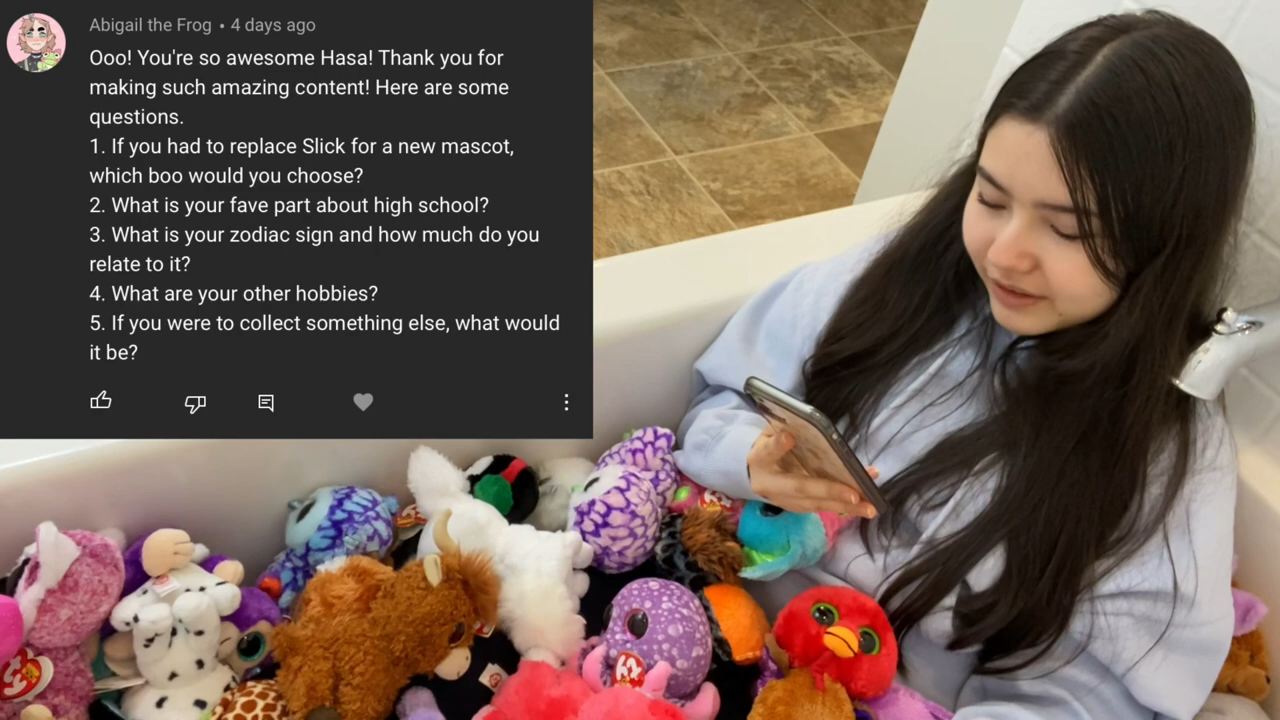 Abigail the Frog • 4 days ago
Ooo! You're so awesome Hasa! Thank you for
making such amazing content! Here are some
questions.
1. If you had to replace Slick for a new mascot,
which boo would you choose?
2. What is your fave part about high school?
3. What is your zodiac sign and how much do you
relate to it?
4. What are your other hobbies?
5. If you were to collect something else, what would
it be?
ty
ty